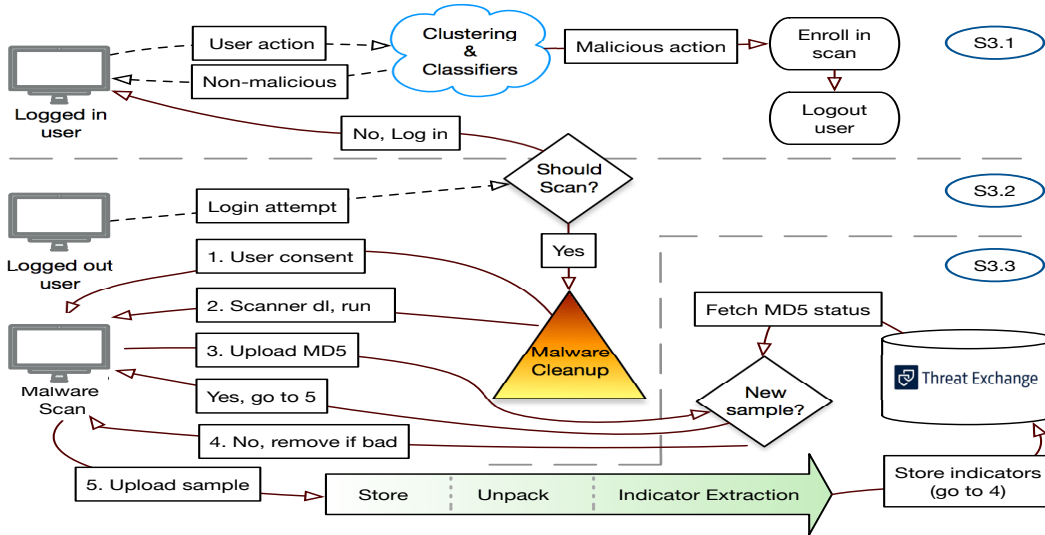 User action
Clustering
&
Classifiers
Malicious action
Enroll in
scan
S3.1
Non-malicious
Logged in
user
Logout
user
No, Log in
Should
Scan?
S3.2
Login attempt
Logged out
user
Yes
S3.3
1. User consent
2. Scanner dl, run
Fetch MD5 status
3. Upload MD5
Malware
Cleanup
Threat Exchange
Malware
Scan
Yes, go to 5
New
sample?
4. No, remove if bad
5. Upload sample
Store
Unpack
Indicator Extraction
Store indicators
(go to 4)